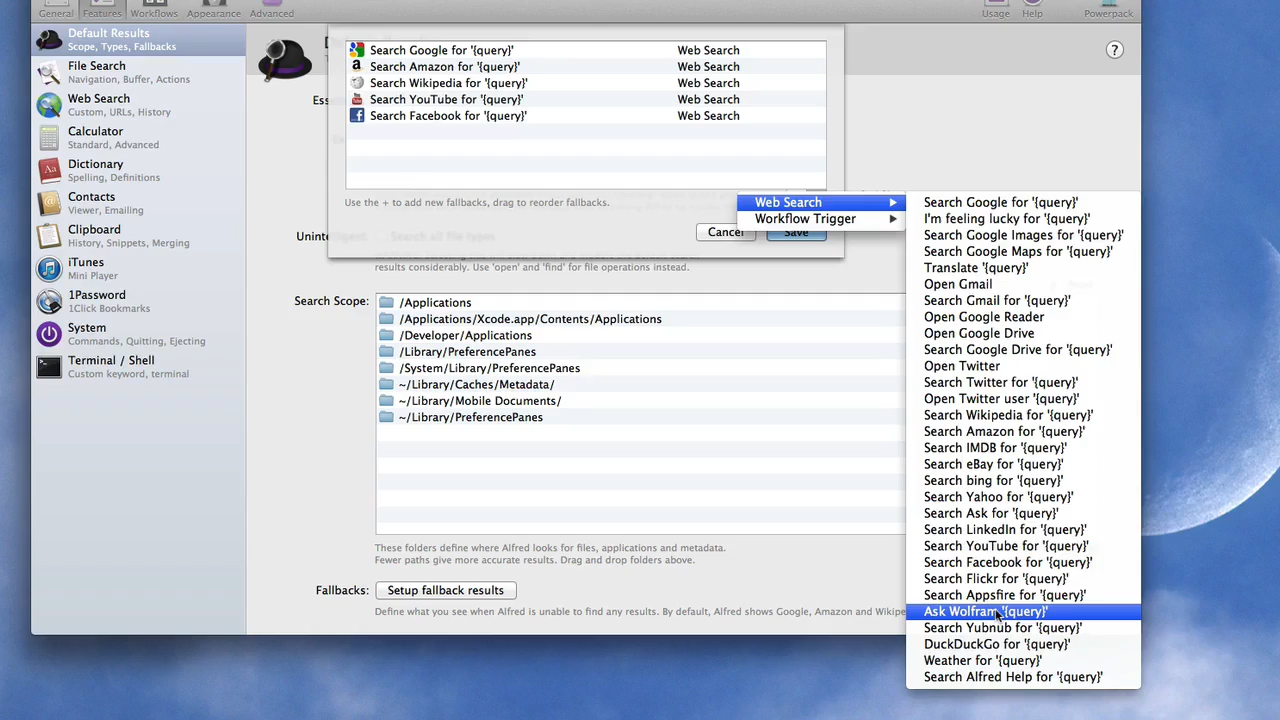 General
Features
Workflows
Appearance
Advanced
Usage
Help
Powerpack
Default Results
Scope, Types, Fallbacks
File Search
Navigation, Buffer, Actions
Web Search
Custom, URLs, History
Calculator
Standard, Advanced
Dictionary
Spelling, Definitions
Contacts
Viewer, Emailing
Clipboard
History, Snippets, Merging
iTunes
Mini Player
1Password
1Click Bookmarks
System
Commands, Quitting, Ejecting
Terminal / Shell
Custom keyword, terminal
?
Search Google for '{query}' Web Search
Search Amazon for '{query}' Web Search
Search Wikipedia for '{query}' Web Search
Search YouTube for '{query}' Web Search
Search Facebook for '{query}' Web Search
Use the + to add new fallbacks, drag to reorder fallbacks.
Cancel
Save
Ess
Unint
Search all file types
results considerably. Use 'open' and 'find' for file operations instead.
Search Scope:
/Applications
/Applications/Xcode.app/Contents/Applications
/Developer/Applications
/Library/PreferencePanes
/System/Library/PreferencePanes
~/Library/Caches/Metadata/
~/Library/Mobile Documents/
~/Library/PreferencePanes
These folders define where Alfred looks for files, applications and metadata.
Fewer paths give more accurate results. Drag and drop folders above.
Fallbacks: Setup fallback results
Define what you see when Alfred is unable to find any results. By default, Alfred shows Google, Amazon and Wikipe
Web Search
Workflow Trigger
Search Google for '{query}'
I'm feeling lucky for '{query}'
Search Google Images for '{query}'
Search Google Maps for '{query}'
Translate '{query}'
Open Gmail
Search Gmail for '{query}'
Open Google Reader
Open Google Drive
Search Google Drive for '{query}'
Open Twitter
Search Twitter for '{query}'
Open Twitter user '{query}'
Search Wikipedia for '{query}'
Search Amazon for '{query}'
Search IMDB for '{query}'
Search eBay for '{query}'
Search bing for '{query}'
Search Yahoo for '{query}'
Search Ask for '{query}'
Search LinkedIn for '{query}'
Search YouTube for '{query}'
Search Facebook for '{query}'
Search Flickr for '{query}'
Search Appsfire for '{query}'
Ask Wolfram '{query}'
Search Yubnub for '{query}'
DuckDuckGo for '{query}'
Weather for '{query}'
Search Alfred Help for '{query}'